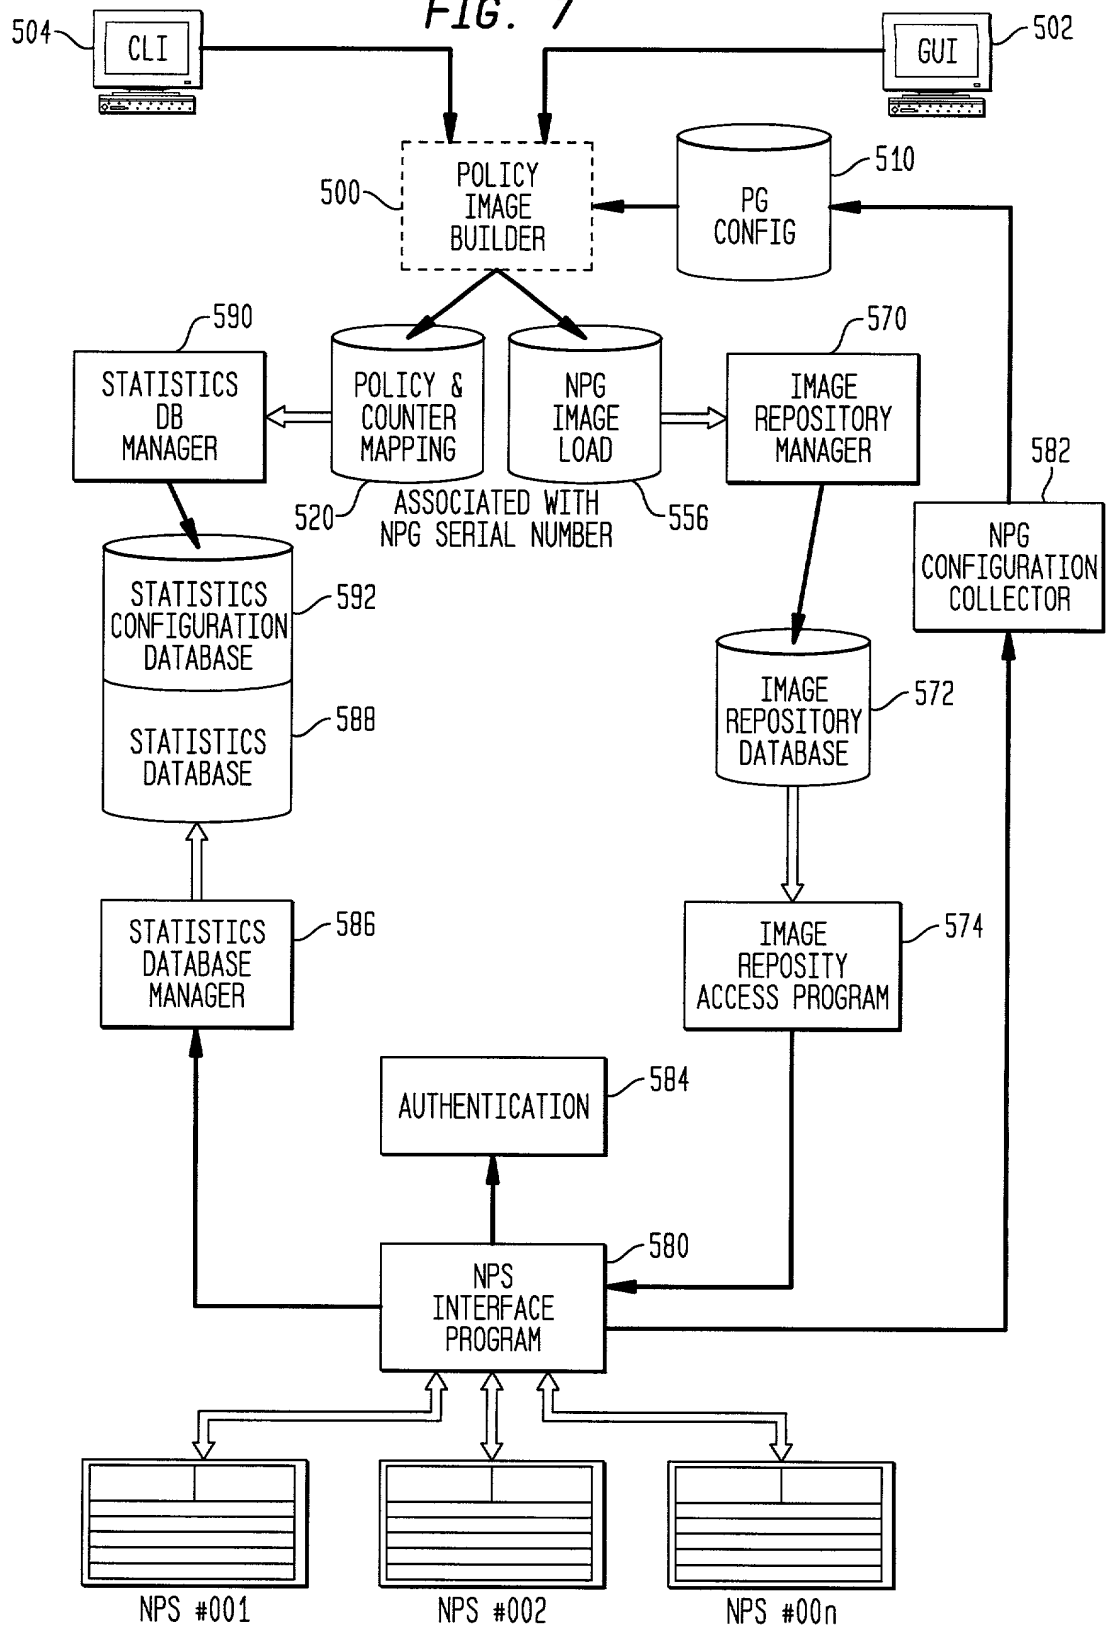 FIG. 7
504
CLI
GUI
502
500
POLICY
IMAGE
BUILDER
PG
CONFIG
510
590
STATISTICS
DB
MANAGER
POLICY &
COUNTER
MAPPING
520
NPG
IMAGE
LOAD
556
ASSOCIATED WITH
NPG SERIAL NUMBER
570
IMAGE
REPOSITORY
MANAGER
582
NPG
CONFIGURATION
COLLECTOR
STATISTICS
CONFIGURATION
DATABASE
592
STATISTICS
DATABASE
588
IMAGE
REPOSITORY
DATABASE
572
STATISTICS
DATABASE
MANAGER
586
IMAGE
REPOSITY
ACCESS PROGRAM
574
AUTHENTICATION
584
NPS
INTERFACE
PROGRAM
580
NPS #001
NPS #002
NPS #00n